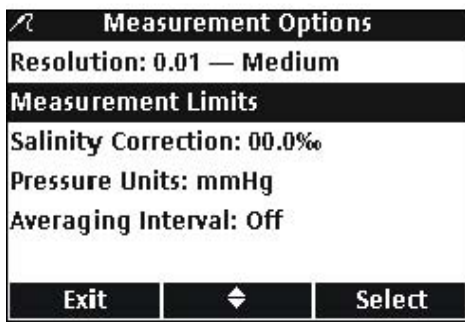 Measurement Options
Resolution: 0.01 — Medium
Measurement Limits
Salinity Correction: 00.0‰
Pressure Units: mmHg
Averaging Interval: Off
Exit Select